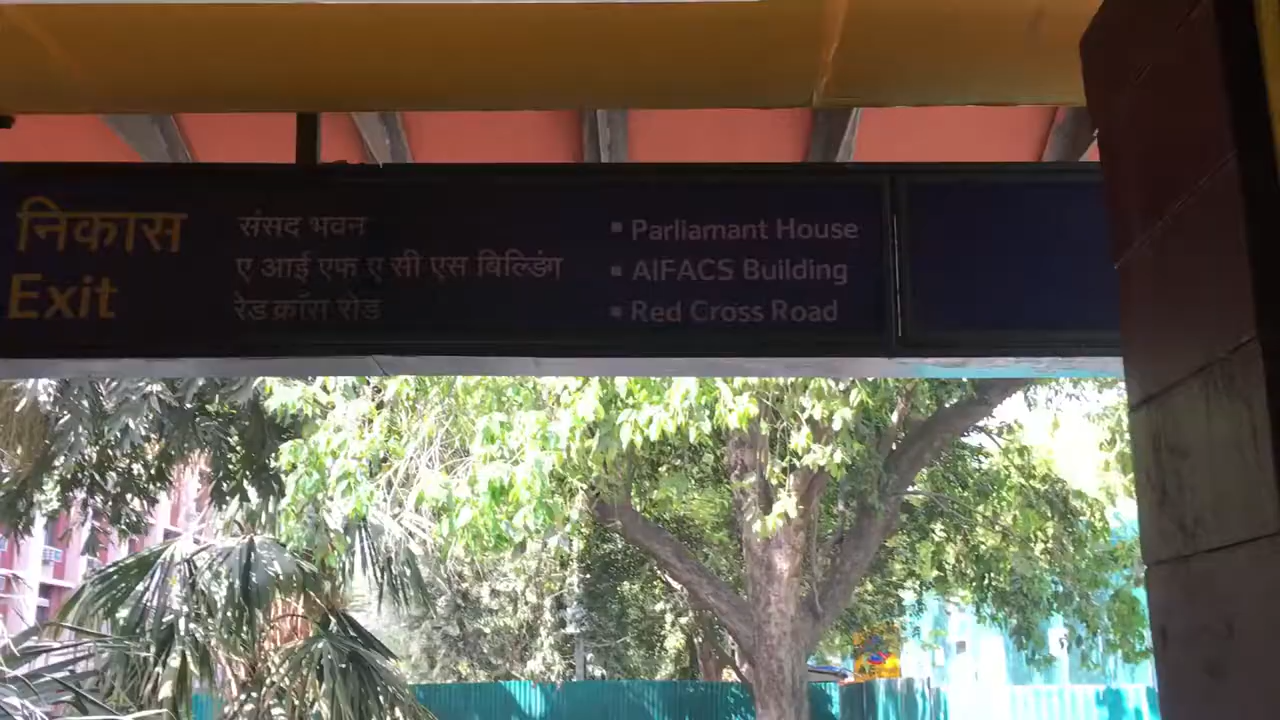 निकास
Exit
संसद भवन
ए आई एफ ए सी एस बिल्डिंग
रेड क्रॉस रोड
▪ Parliamant House
▪ AIFACS Building
▪ Red Cross Road